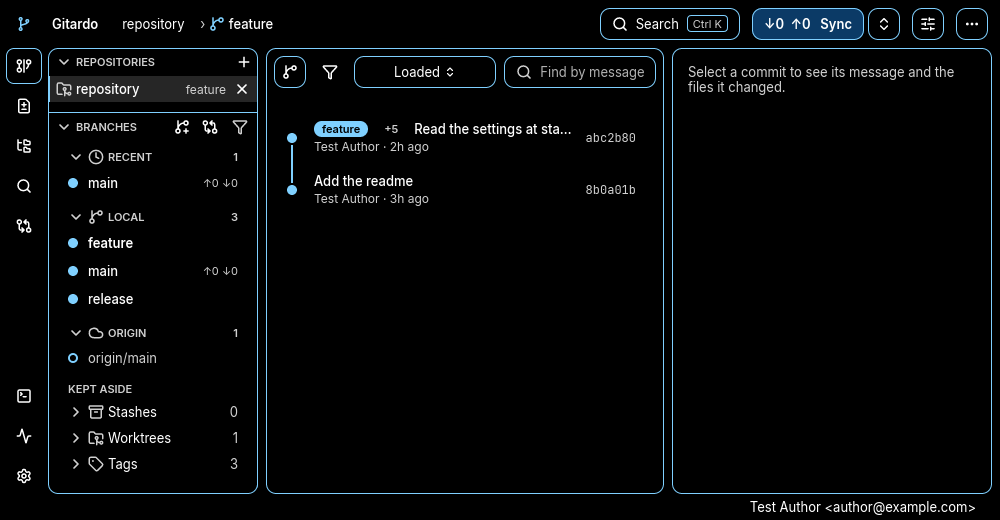 Gitardo repository › feature Search Ctrl K ↓0 ↑0 Sync
REPOSITORIES
repository feature
BRANCHES
RECENT 1
main ↑0 ↓0
LOCAL 3
feature
main ↑0 ↓0
release
ORIGIN 1
origin/main
KEPT ASIDE
Stashes 0
Worktrees 1
Tags 3
Loaded Find by message
feature +5 Read the settings at sta... abc2b80
Test Author · 2h ago
Add the readme 8b0a01b
Test Author · 3h ago
Select a commit to see its message and the
files it changed.
Test Author <author@example.com>